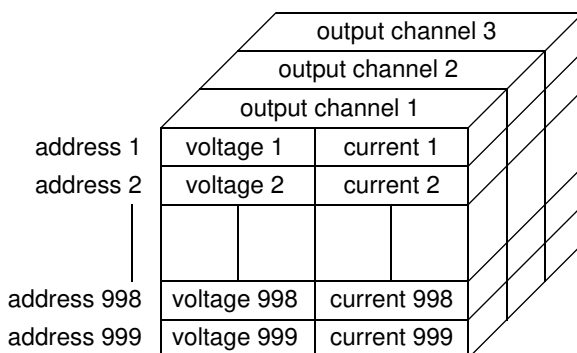 output channel 3
output channel 2
output channel 1
address 1 voltage 1 current 1
address 2 voltage 2 current 2
address 998 voltage 998 current 998
address 999 voltage 999 current 999